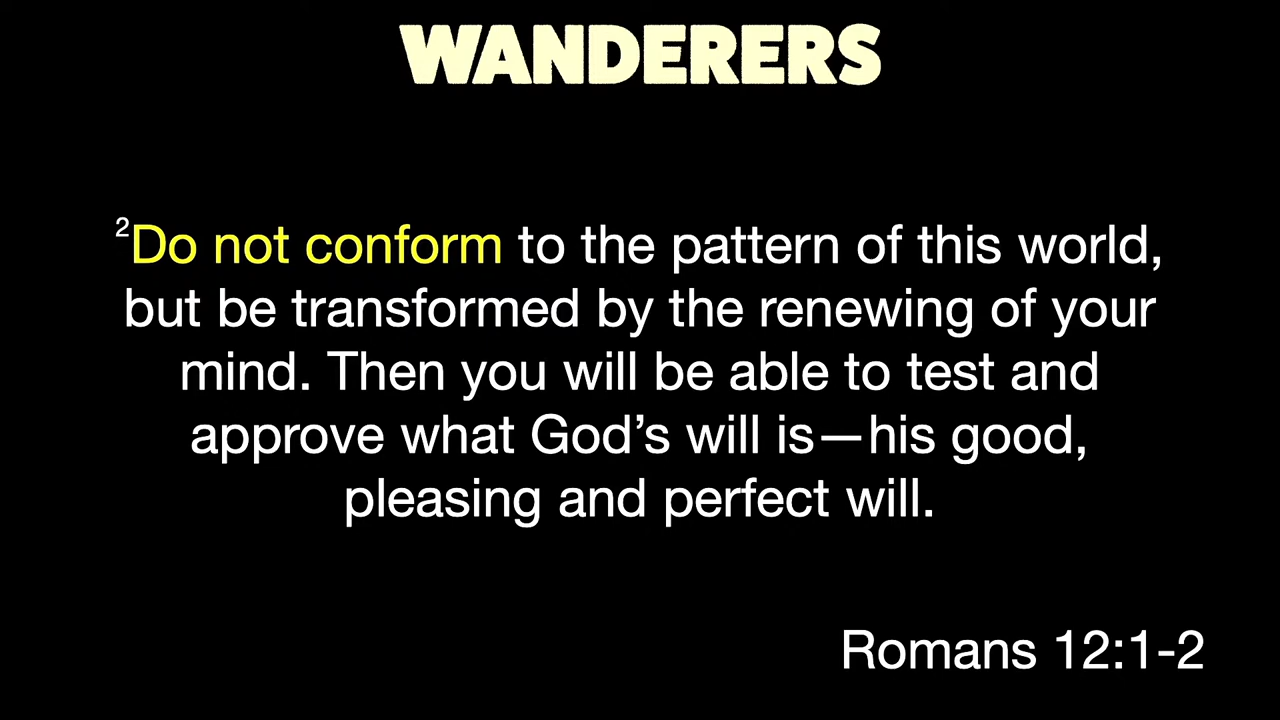 WANDERERS
²Do not conform to the pattern of this world,
but be transformed by the renewing of your
mind. Then you will be able to test and
approve what God’s will is—his good,
pleasing and perfect will.
Romans 12:1-2